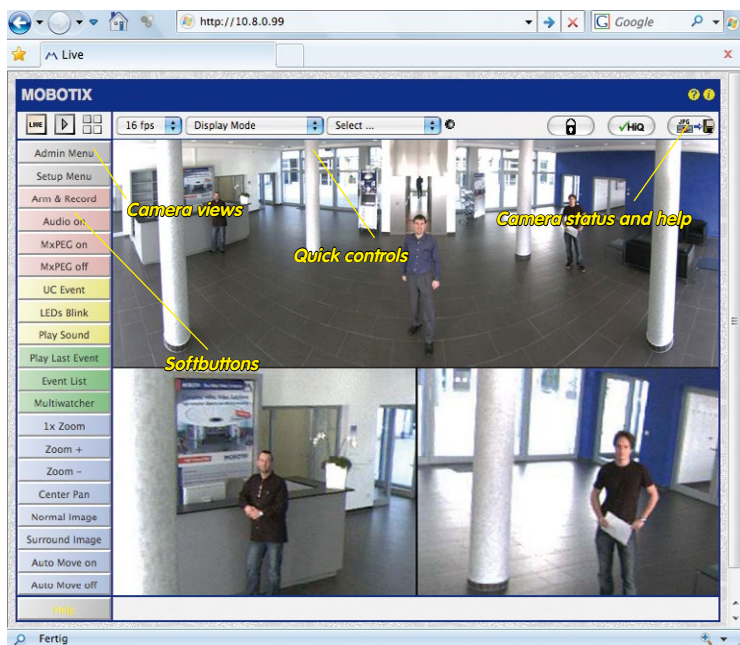 http://10.8.0.99
Google
Live
x
MOBOTIX
? i
LIVE
16 fps
Display Mode
Select ...
HiQ
JPG
Admin Menu
Setup Menu
Arm & Record
Audio on
MxPEG on
MxPEG off
UC Event
LEDs Blink
Play Sound
Play Last Event
Event List
Multiwatcher
1x Zoom
Zoom +
Zoom –
Center Pan
Normal Image
Surround Image
Auto Move on
Auto Move off
Help
Camera views
Quick controls
Camera status and help
Softbuttons
MOBOTIX
Fertig